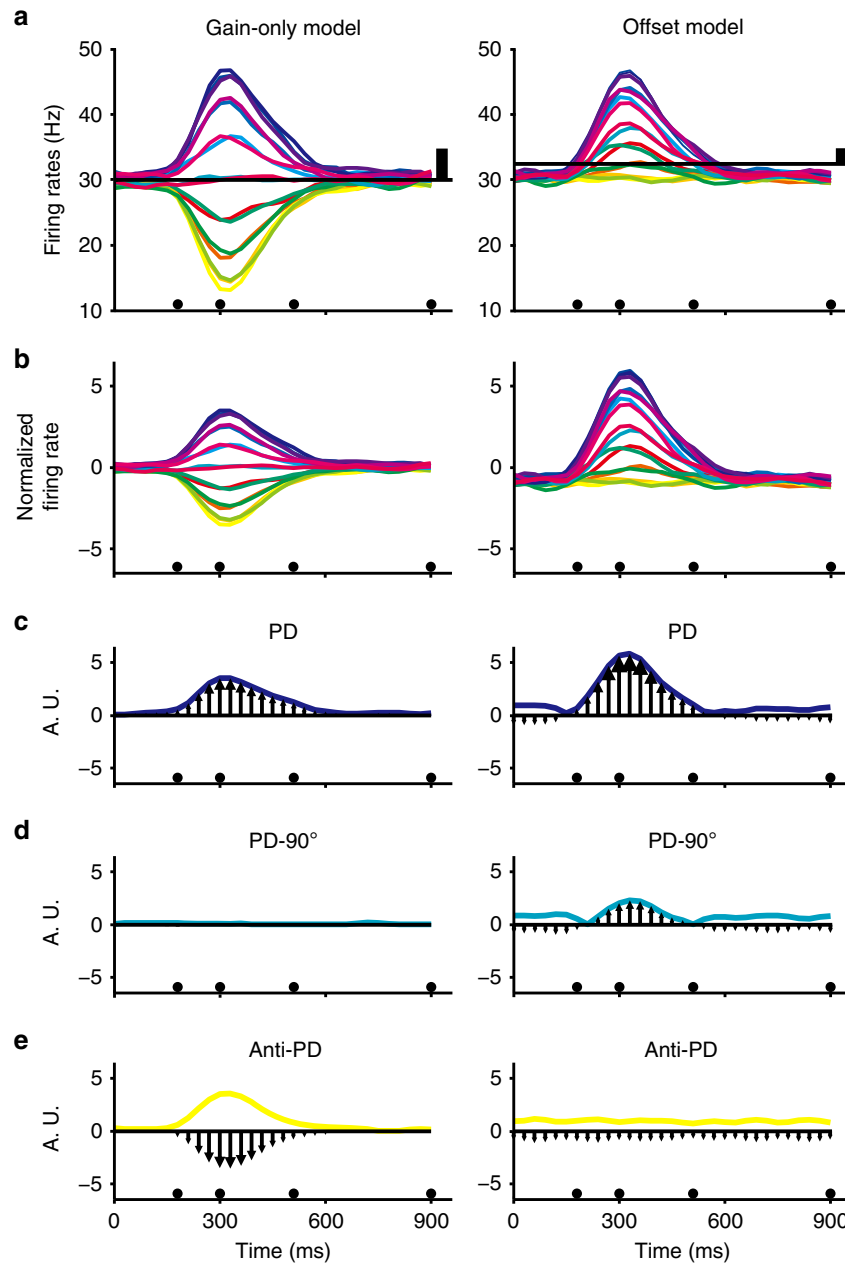 a
Gain-only model
Offset model
Firing rates (Hz)
50
40
30
20
10
50
40
30
20
10
b
Normalized
firing rate
5
0
−5
5
0
−5
c
PD
PD
A. U.
5
0
−5
5
0
−5
d
PD-90°
PD-90°
A. U.
5
0
−5
5
0
−5
e
Anti-PD
Anti-PD
A. U.
5
0
−5
5
0
−5
0 300 600 900
0 300 600 900
Time (ms)
Time (ms)